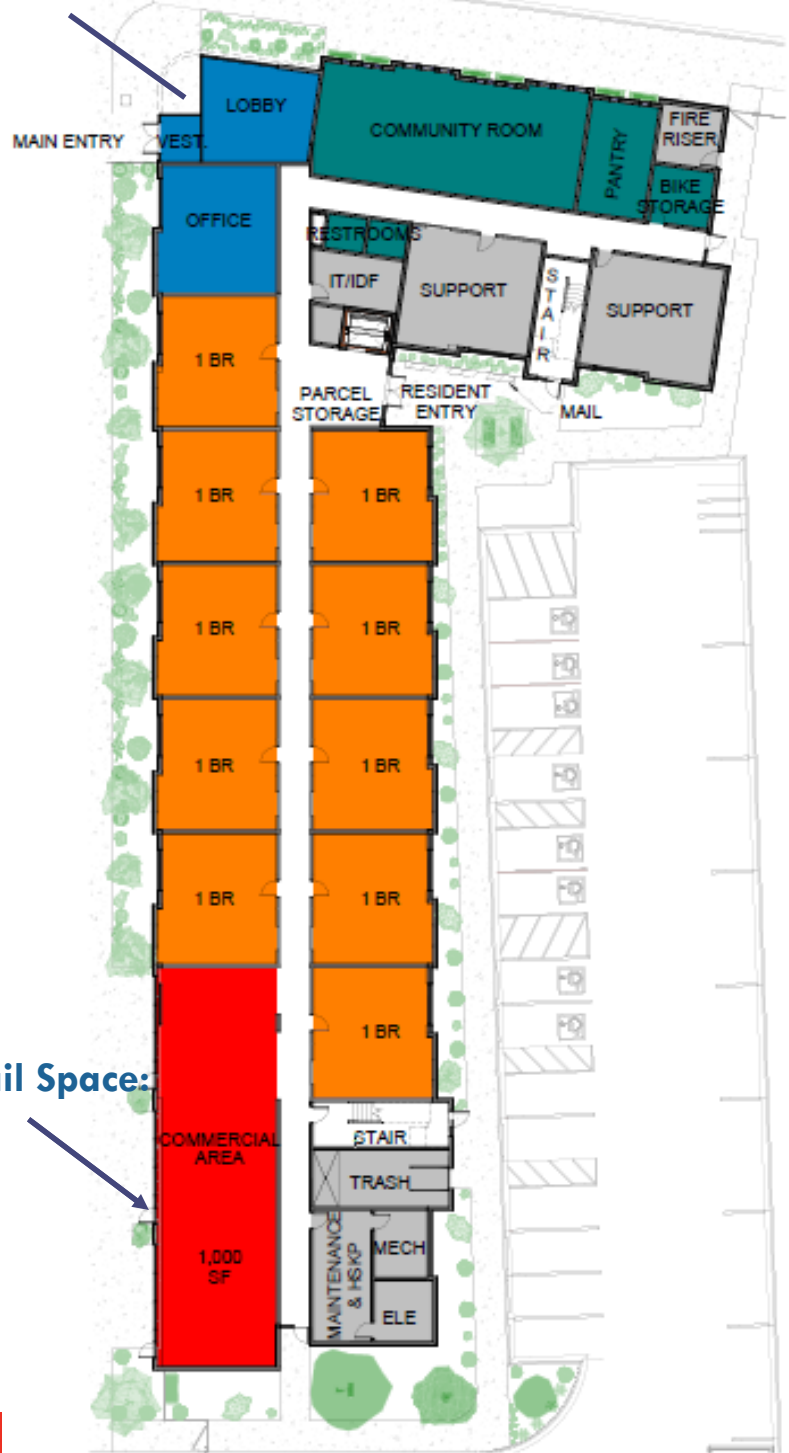 LOBBY
FIRE
RISER
MAIN ENTRY
VEST.
COMMUNITY ROOM
PANTRY
BIKE
STORAGE
OFFICE
RESTROOMS
IT/IDF
SUPPORT
STAIR
SUPPORT
1 BR
PARCEL
STORAGE
RESIDENT
ENTRY
MAIL
1 BR
1 BR
1 BR
1 BR
1 BR
1 BR
1 BR
1 BR
1 BR
ail Space:
COMMERCIAL
AREA
STAIR
TRASH
1,000
SF
MAINTENANCE
& HSKP
MECH
ELE